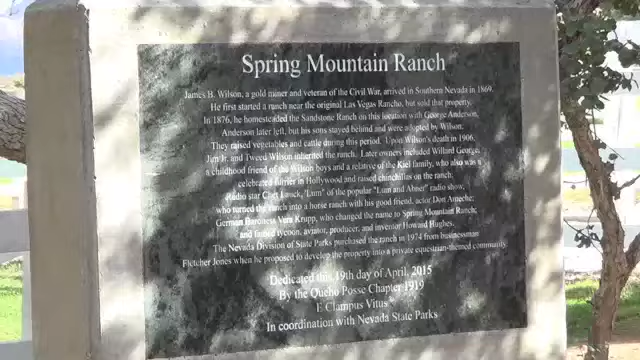 Spring Mountain Ranch
James B. Wilson, a gold miner and veteran of the Civil War, arrived in Southern Nevada in 1869.
He first started a ranch near the original Las Vegas Rancho, but sold that property.
In 1876, he homesteaded the Sandstone Ranch on this location with George Anderson.
Anderson later left, but his sons stayed behind and were adopted by Wilson.
They raised vegetables and cattle during this period. Upon Wilson's death in 1906,
Jim Jr. and Tweed Wilson inherited the ranch. Later owners included Willard George,
a childhood friend of the Wilson boys and a relative of the Kiel family, who also was a
celebrated furrier in Hollywood and raised chinchillas on the ranch;
Radio star Chet Lauck, "Lum" of the popular "Lum and Abner" radio show,
who turned the ranch into a horse ranch with his good friend, actor Don Ameche;
German Baroness Vera Krupp, who changed the name to Spring Mountain Ranch;
and famed tycoon, aviator, producer, and inventor Howard Hughes.
The Nevada Division of State Parks purchased the ranch in 1974 from businessman
Fletcher Jones when he proposed to develop the property into a private equestrian-themed community.
Dedicated this 19th day of April, 2015
By the Queho Posse Chapter 1919
E Clampus Vitus
In coordination with Nevada State Parks